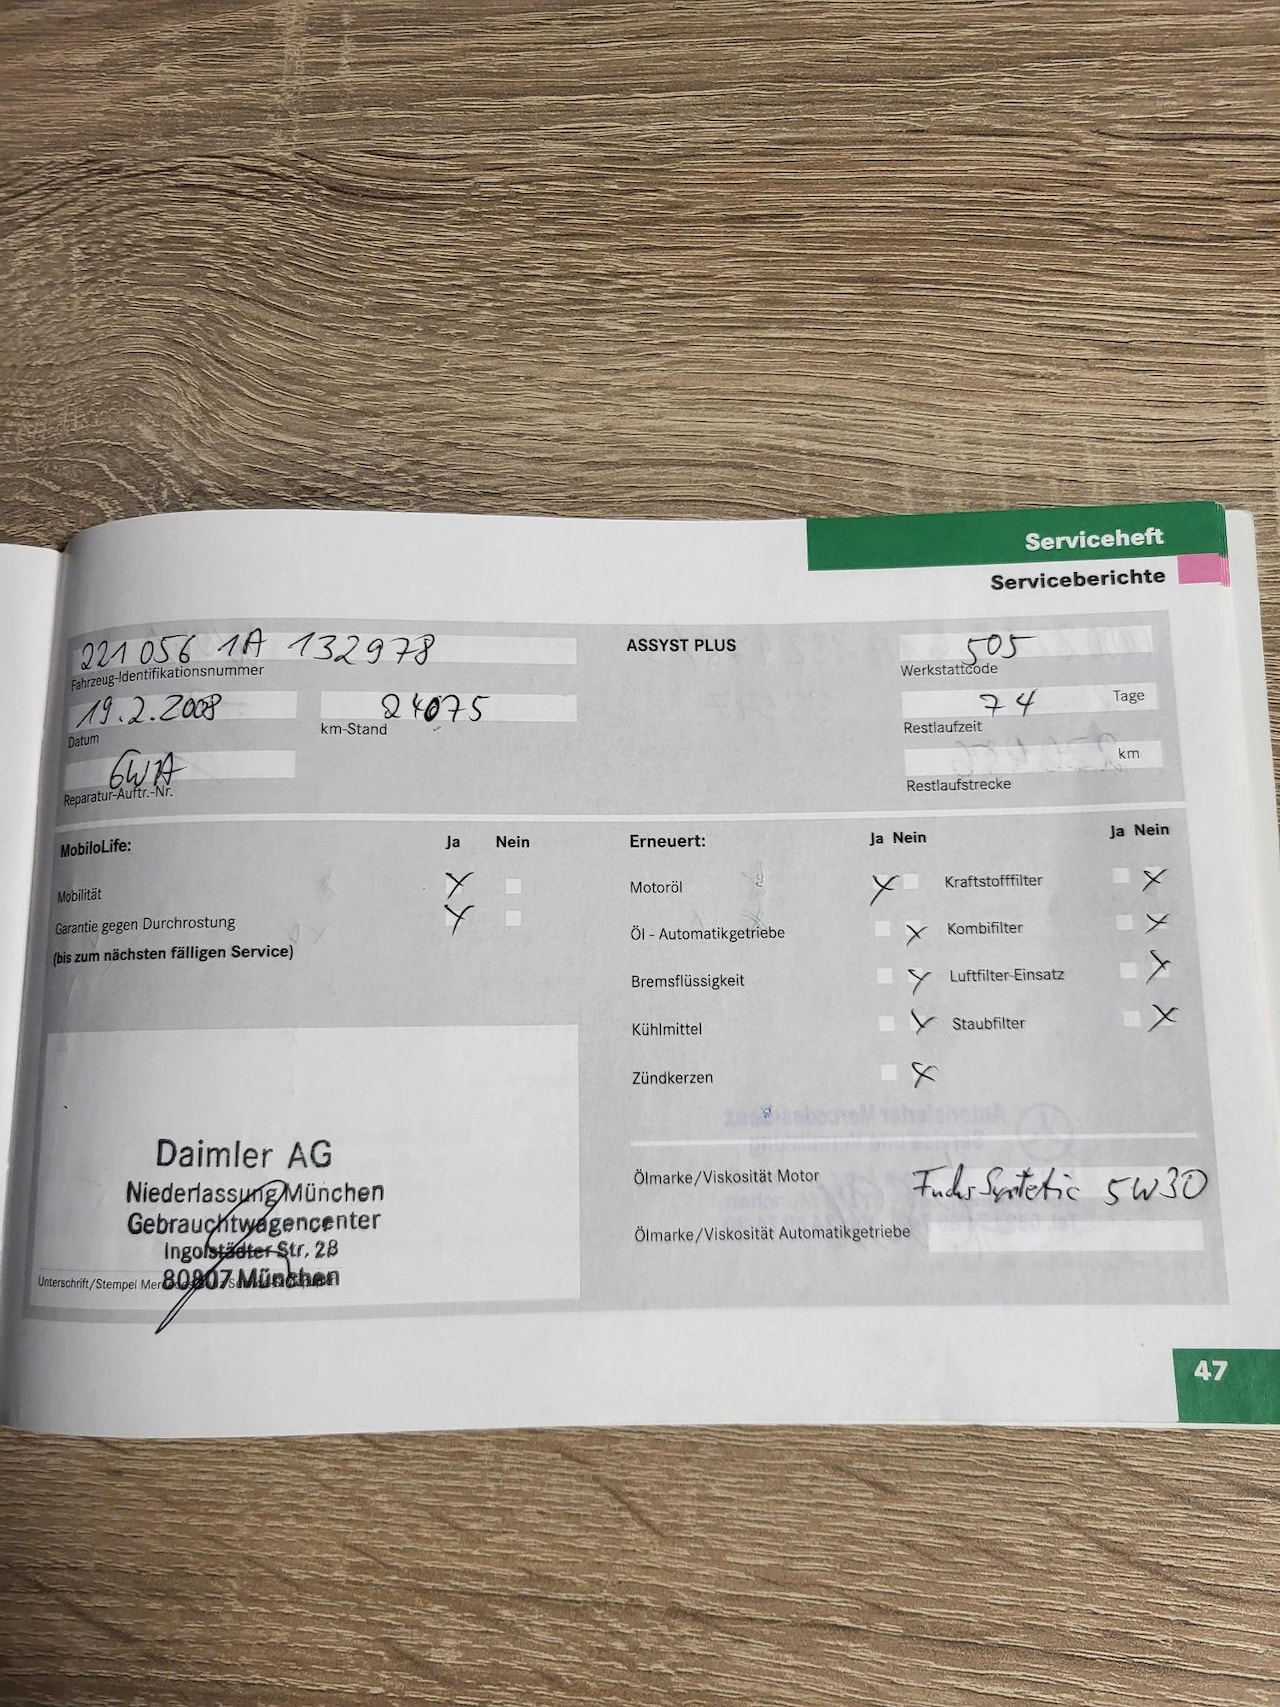 Serviceheft
Serviceberichte
221 056 1A 132978
Fahrzeug-Identifikationsnummer
19.2.2008
Datum
24075
km-Stand
GWA
Reparatur-Auftr.-Nr.
ASSYST PLUS
505
Werkstattcode
74 Tage
Restlaufzeit
km
Restlaufstrecke
MobiloLife: Ja Nein
Mobilität
Garantie gegen Durchrostung
(bis zum nächsten fälligen Service)
Erneuert: Ja Nein Ja Nein
Motoröl Kraftstofffilter
Öl - Automatikgetriebe Kombifilter
Bremsflüssigkeit Luftfilter-Einsatz
Kühlmittel Staubfilter
Zündkerzen
Daimler AG
Niederlassung München
Gebrauchtwagencenter
Ingolstädter Str. 28
80807 München
Unterschrift/Stempel
Ölmarke/Viskosität Motor Fuchs Syntetic 5W30
Ölmarke/Viskosität Automatikgetriebe
47